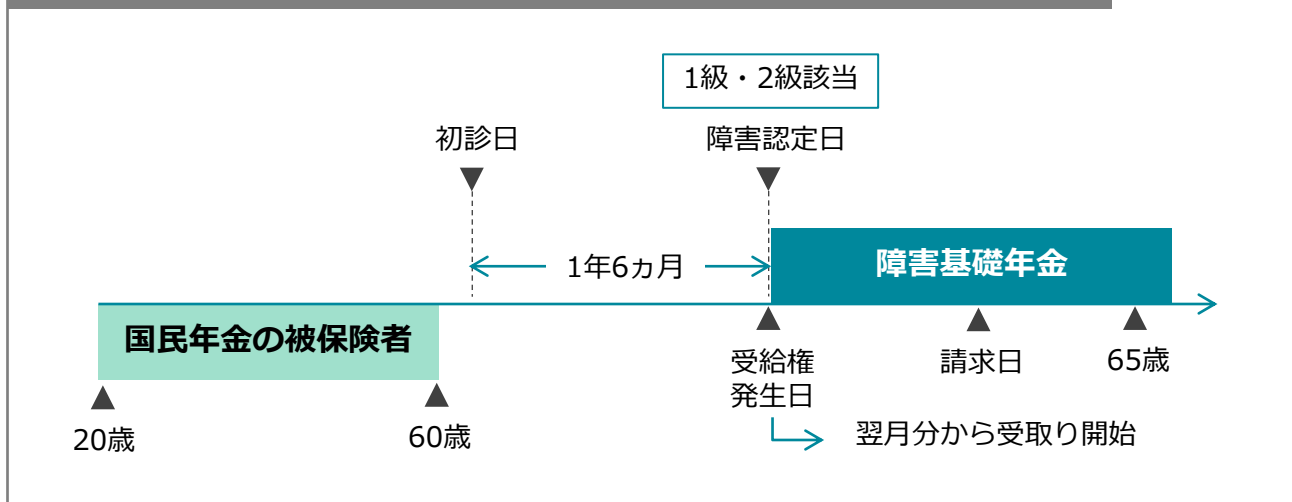 1級・2級該当
初診日
障害認定日
1年6ヵ月
障害基礎年金
国民年金の被保険者
受給権
発生日
請求日
65歳
20歳
60歳
翌月分から受取り開始